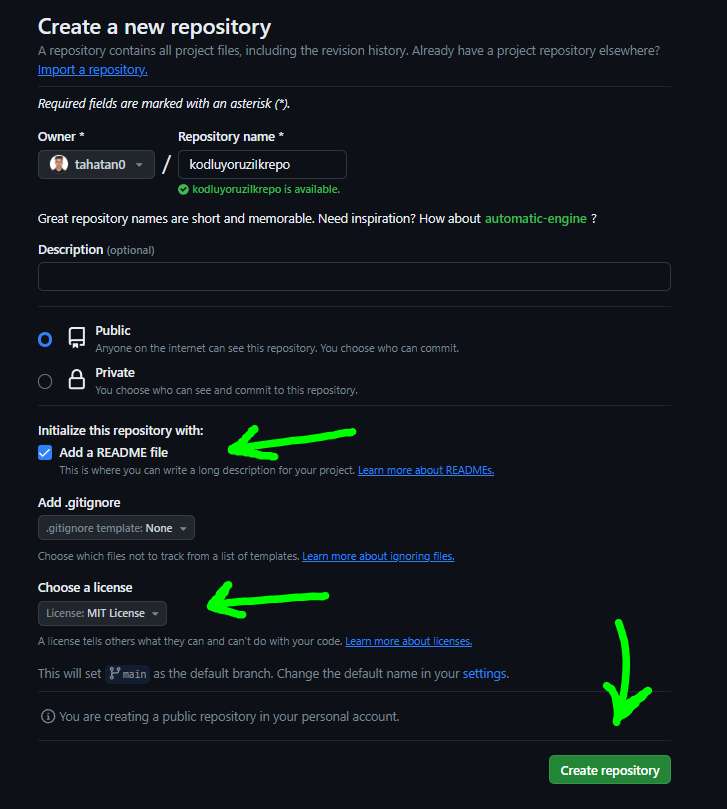 Create a new repository
A repository contains all project files, including the revision history. Already have a project repository elsewhere?
Import a repository.
Required fields are marked with an asterisk (*).
Owner * Repository name *
tahatan0 / kodluyoruzilkrepo
kodluyoruzilkrepo is available.
Great repository names are short and memorable. Need inspiration? How about automatic-engine ?
Description (optional)
Public
Anyone on the internet can see this repository. You choose who can commit.
Private
You choose who can see and commit to this repository.
Initialize this repository with:
Add a README file
This is where you can write a long description for your project. Learn more about READMEs.
Add .gitignore
.gitignore template: None
Choose which files not to track from a list of templates. Learn more about ignoring files.
Choose a license
License: MIT License
A license tells others what they can and can't do with your code. Learn more about licenses.
This will set main as the default branch. Change the default name in your settings.
You are creating a public repository in your personal account.
Create repository